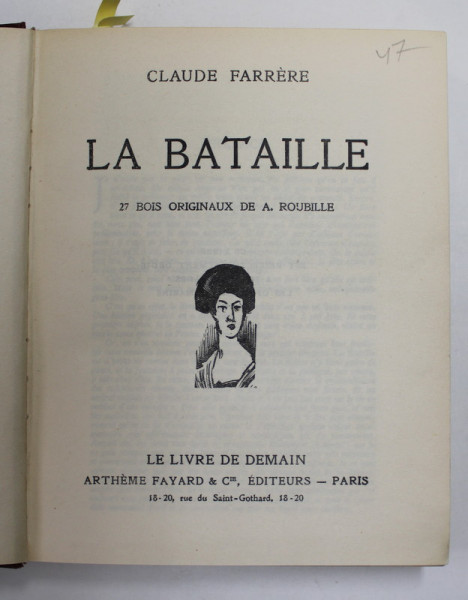 47
CLAUDE FARRÈRE
LA BATAILLE
27 BOIS ORIGINAUX DE A. ROUBILLE
LE LIVRE DE DEMAIN
ARTHÈME FAYARD & Cie, ÉDITEURS — PARIS
18-20, rue du Saint-Gothard, 18-20